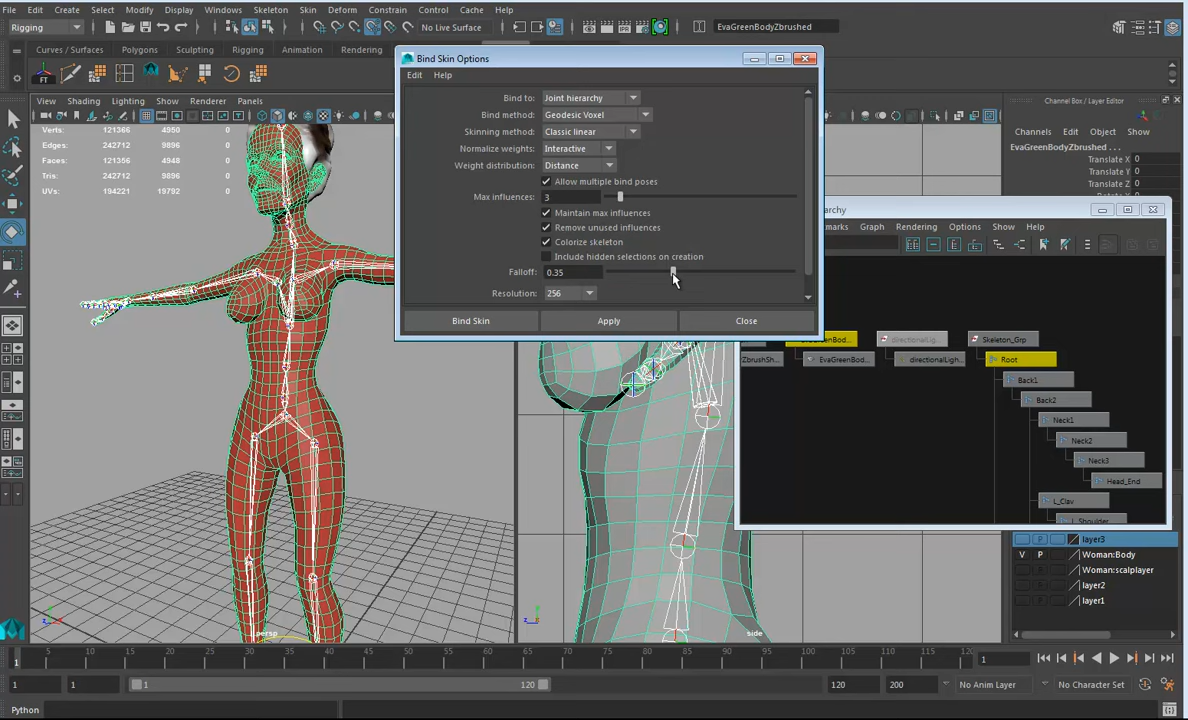 File Edit Create Select Modify Display Windows Skeleton Skin Deform Constrain Control Cache Help
Rigging No Live Surface EvaGreenBodyZbrushed
Curves / Surfaces Polygons Sculpting Rigging Animation Rendering
FT
View Shading Lighting Show Renderer Panels
Verts: 121366 4950 0
Edges: 242712 9896 0
Faces: 121366 4948 0
Tris: 242712 9896 0
UVs: 194221 19792 0
persp
Bind Skin Options
Edit Help
Bind to: Joint hierarchy
Bind method: Geodesic Voxel
Skinning method: Classic linear
Normalize weights: Interactive
Weight distribution: Distance
Allow multiple bind poses
Max influences: 3
Maintain max influences
Remove unused influences
Colorize skeleton
Include hidden selections on creation
Falloff: 0.35
Resolution: 256
Bind Skin Apply Close
side
Channel Box / Layer Editor
Channels Edit Object Show
EvaGreenBodyZbrushed . . .
Translate X 0
Translate Y 0
Translate Z 0
Rendering Options Show Help
Graph
directionalLig...
Skeleton_Grp
ZbrushSh...
EvaGreenBod...
directionalLigh...
Root
Back1
Back2
Neck1
Neck2
Neck3
Head_End
L_Clav
L_Shoulder
layer3
V P Woman:Body
Woman:scalplayer
layer2
layer1
5 10 15 20 25 30 35 40 45 50 55 60 65 70 75 80 85 90 95 100 105 110 115 120
1
1 1 1 120 120 200 No Anim Layer No Character Set
Python